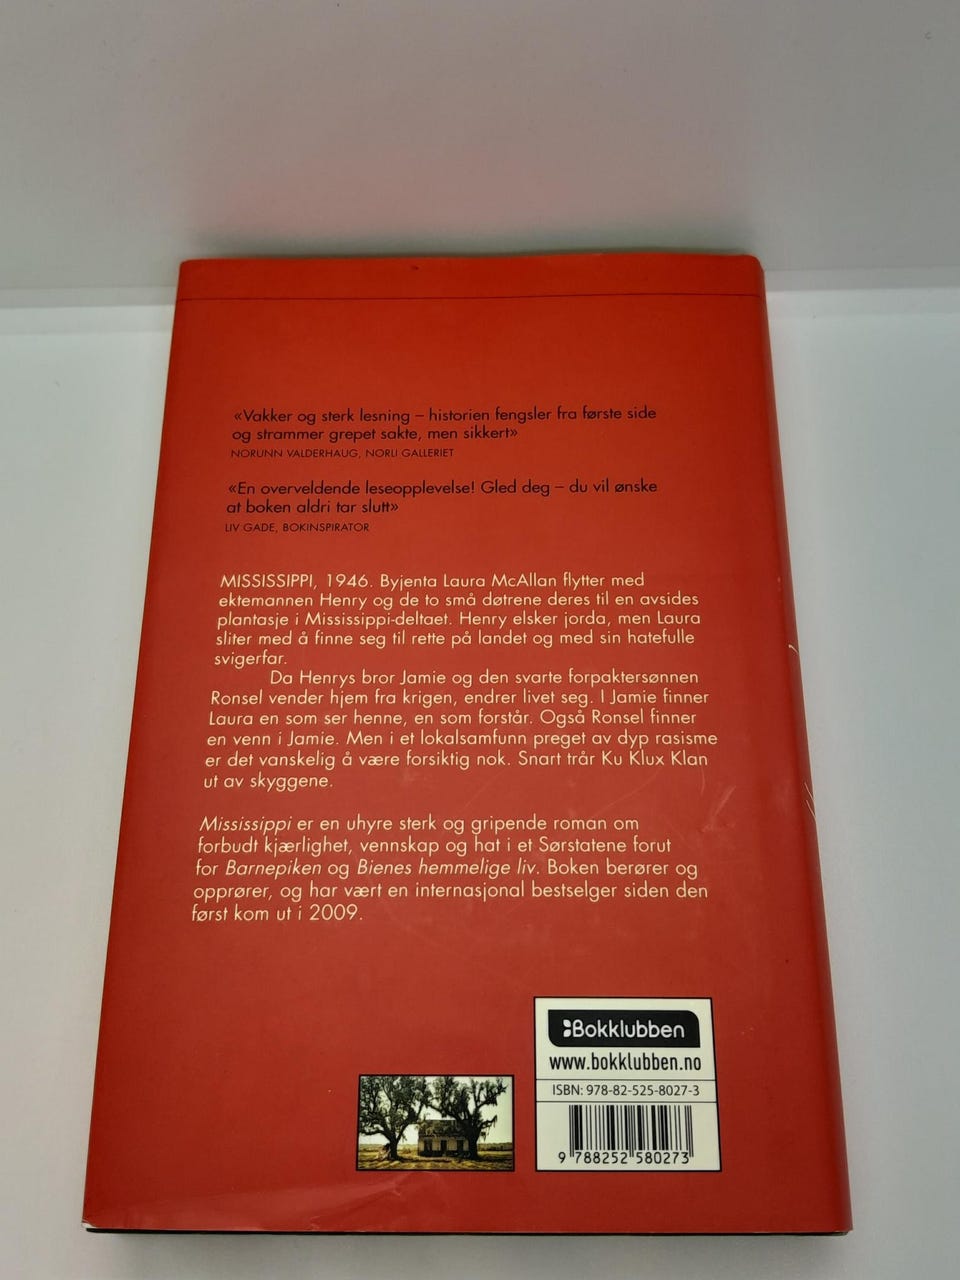 «Vakker og sterk lesning – historien fengsler fra første side
og strammer grepet sakte, men sikkert»
NORUNN VALDERHAUG, NORLI GALLERIET
«En overveldende leseopplevelse! Gled deg – du vil ønske
at boken aldri tar slutt»
LIV GADE, BOKINSPIRATOR
MISSISSIPPI, 1946. Byjenta Laura McAllan flytter med
ektemannen Henry og de to små døtrene deres til en avsides
plantasje i Mississippi-deltaet. Henry elsker jorda, men Laura
sliter med å finne seg til rette på landet og med sin hatefulle
svigerfar.
Da Henrys bror Jamie og den svarte forpaktersønnen
Ronsel vender hjem fra krigen, endrer livet seg. I Jamie finner
Laura en som ser henne, en som forstår. Også Ronsel finner
en venn i Jamie. Men i et lokalsamfunn preget av dyp rasisme
er det vanskelig å være forsiktig nok. Snart trår Ku Klux Klan
ut av skyggene.
Mississippi er en uhyre sterk og gripende roman om
forbudt kjærlighet, vennskap og hat i et Sørstatene forut
for Barnepiken og Bienes hemmelige liv. Boken berører og
opprører, og har vært en internasjonal bestselger siden den
først kom ut i 2009.
Bokklubben
www.bokklubben.no
ISBN: 978-82-525-8027-3
9 788252 580273